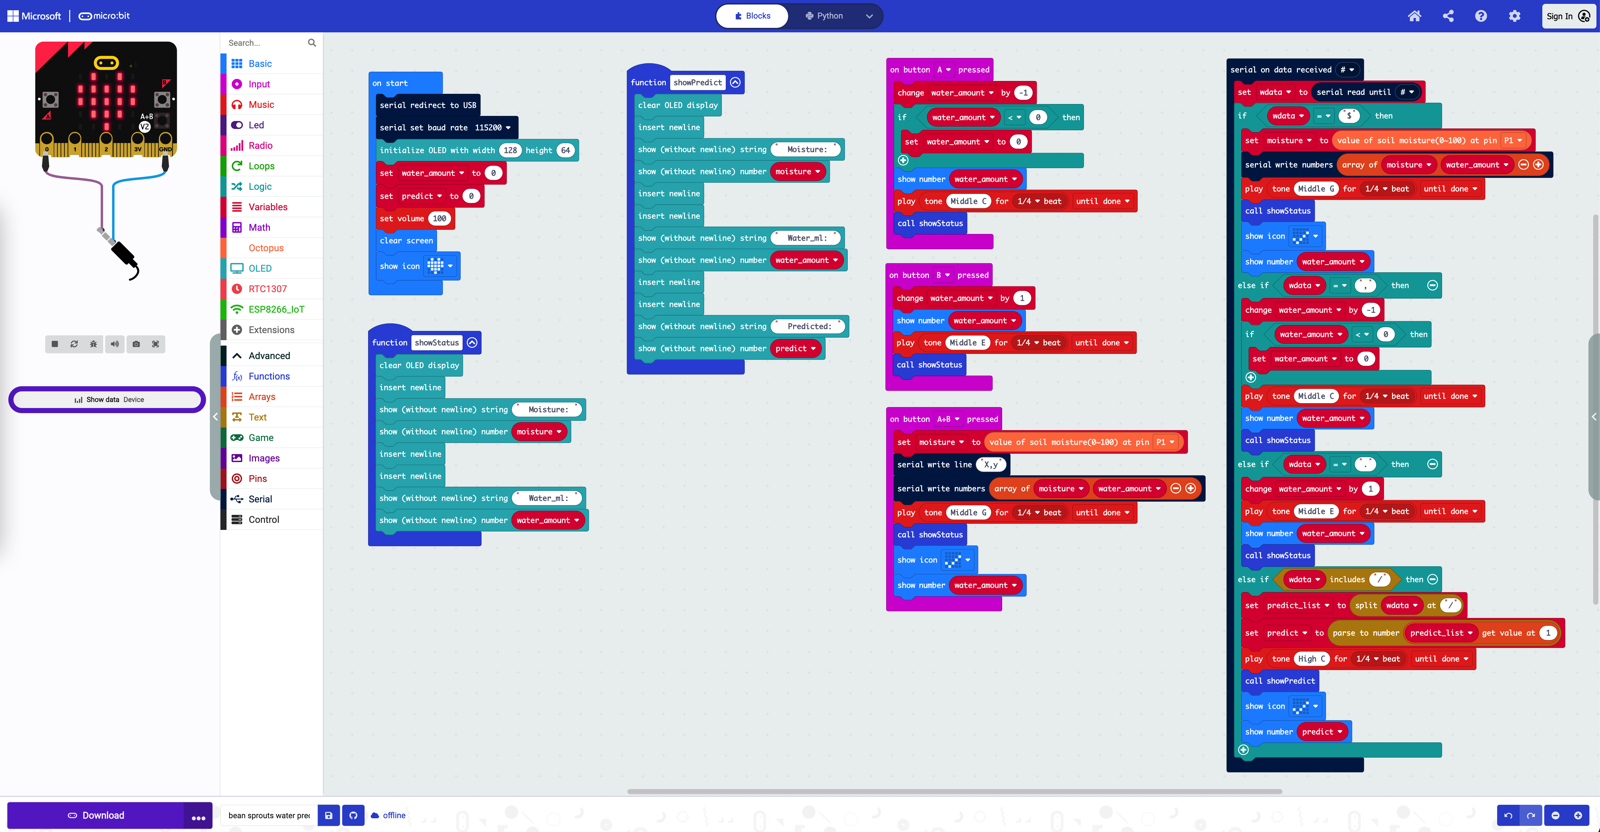 Microsoft | micro:bit
Blocks
Python
Sign In
A+B
V2
0 1 2 3V GND
Show data Device
Search...
Basic
Input
Music
Led
Radio
Loops
Logic
Variables
Math
Octopus
OLED
RTC1307
ESP8266_IoT
Extensions
Advanced
Functions
Arrays
Text
Game
Images
Pins
Serial
Control
on start
serial redirect to USB
serial set baud rate 115200
initialize OLED with width 128 height 64
set water_amount to 0
set predict to 0
set volume 100
clear screen
show icon
function showStatus
clear OLED display
insert newline
show (without newline) string " Moisture: "
show (without newline) number moisture
insert newline
insert newline
show (without newline) string " Water_ml: "
show (without newline) number water_amount
function showPredict
clear OLED display
insert newline
show (without newline) string " Moisture: "
show (without newline) number moisture
insert newline
insert newline
show (without newline) string " Water_ml: "
show (without newline) number water_amount
insert newline
insert newline
show (without newline) string " Predicted: "
show (without newline) number predict
on button A pressed
change water_amount by -1
if water_amount < 0 then
set water_amount to 0
show number water_amount
play tone Middle C for 1/4 beat until done
call showStatus
on button B pressed
change water_amount by 1
show number water_amount
play tone Middle E for 1/4 beat until done
call showStatus
on button A+B pressed
set moisture to value of soil moisture(0~100) at pin P1
serial write line "X,y"
serial write numbers array of moisture water_amount
play tone Middle G for 1/4 beat until done
call showStatus
show icon
show number water_amount
serial on data received #
set wdata to serial read until #
if wdata = "$" then
set moisture to value of soil moisture(0~100) at pin P1
serial write numbers array of moisture water_amount
play tone Middle G for 1/4 beat until done
call showStatus
show icon
show number water_amount
else if wdata = "," then
change water_amount by -1
if water_amount < 0 then
set water_amount to 0
play tone Middle C for 1/4 beat until done
show number water_amount
call showStatus
else if wdata = "." then
change water_amount by 1
play tone Middle E for 1/4 beat until done
show number water_amount
call showStatus
else if wdata includes "/" then
set predict_list to split wdata at "/"
set predict to parse to number predict_list get value at 1
play tone High C for 1/4 beat until done
call showPredict
show icon
show number predict
Download
bean sprouts water pre
offline